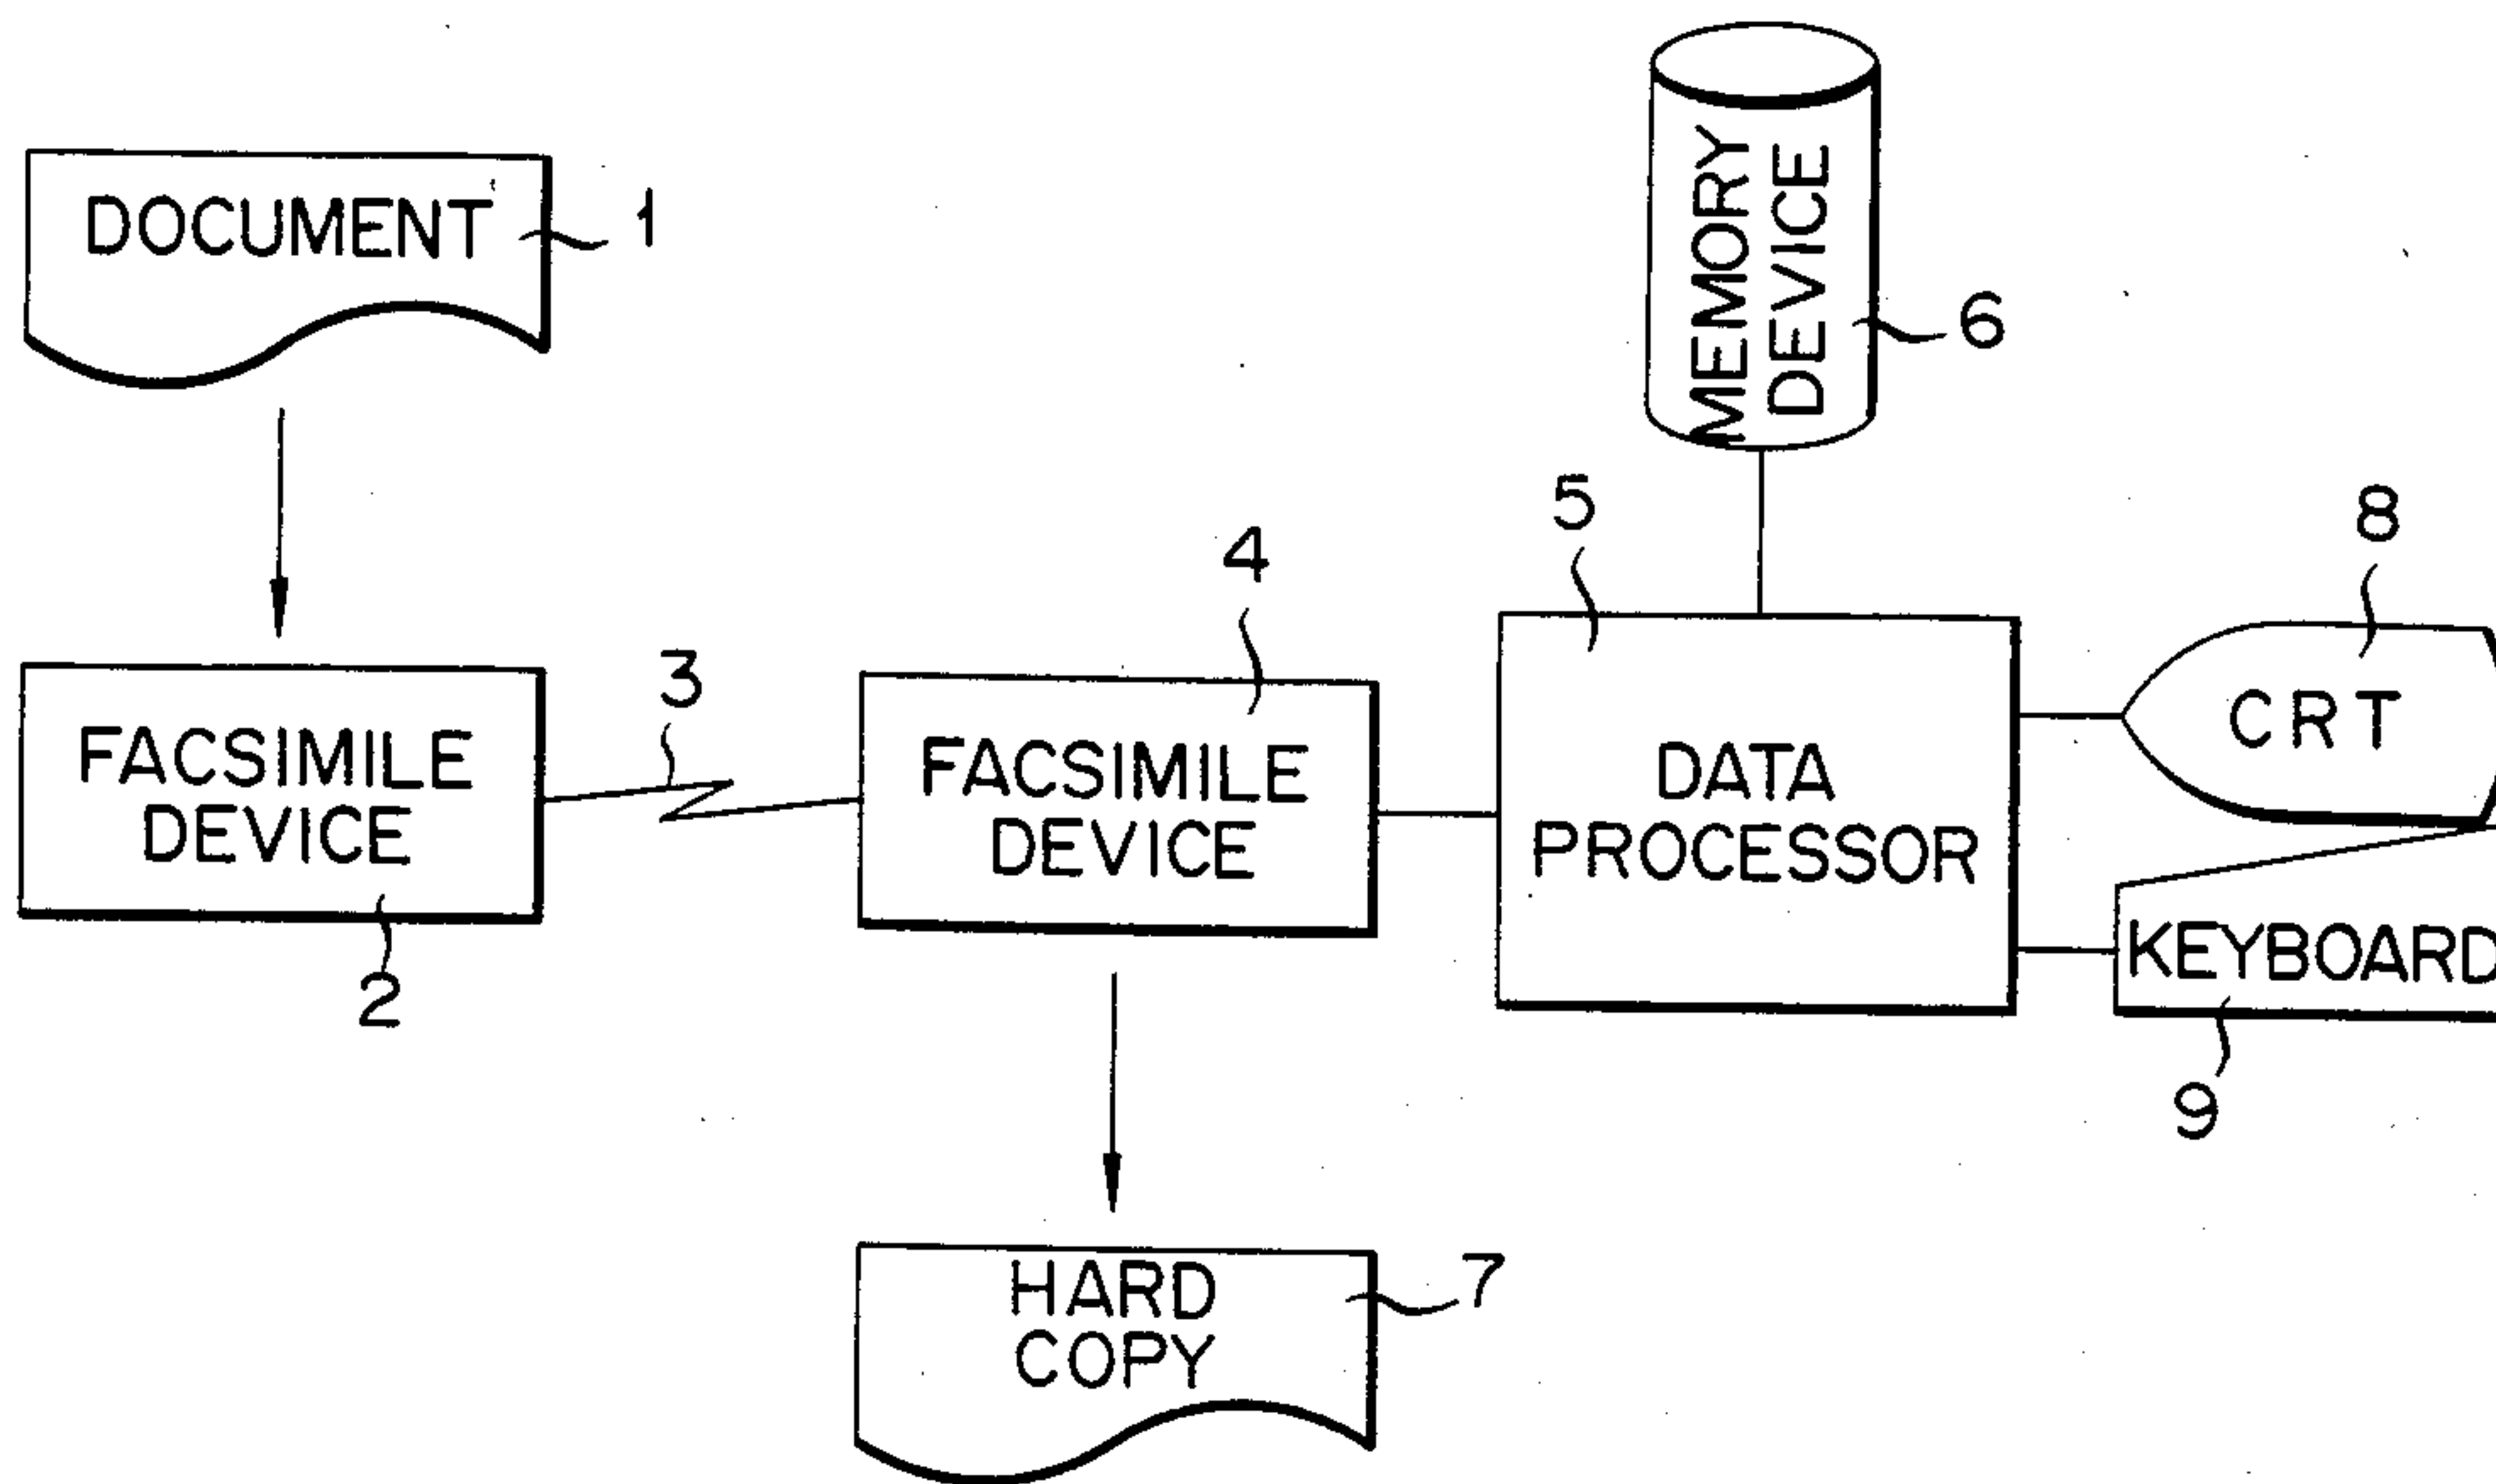 DOCUMENT
1
MEMORY
DEVICE
6
5
8
4
3
FACSIMILE
DEVICE
2
FACSIMILE
DEVICE
DATA
PROCESSOR
CRT
KEYBOARD
9
HARD
COPY
7